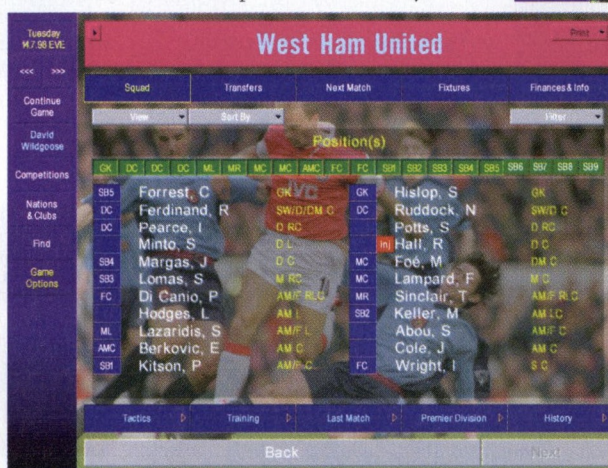 Tuesday
14.7.98 EVE
<<< >>>
Continue
Game
David
Wildgoose
Competitions
Nations
& Clubs
Find
Game
Options
West Ham United
Print
Squad Transfers Next Match Fixtures Finances & Info
View Sort By Filter
Position(s)
GK DC DC DC ML MR MC MC AMC FC FC SB1 SB2 SB3 SB4 SB5 SB6 SB7 SB8 SB9
SB5 Forrest, C GK GK Hislop, S GK
DC Ferdinand, R SW/D/DM C DC Ruddock, N SW/D C
DC Pearce, I D RC Potts, S D RC
Minto, S D L Inj Hall, R D C
SB4 Margas, J D C MC Foé, M DM C
SB3 Lomas, S M RC MC Lampard, F M C
FC Di Canio, P AM/F RLC MR Sinclair, T AM/F RLC
Hodges, L AM L SB2 Keller, M AM LC
ML Lazaridis, S AM/F L Abou, S AM/F C
AMC Berkovic, E AM C Cole, J AM C
SB1 Kitson, P AM/F C FC Wright, I S C
Tactics Training Last Match Premier Division History
Back Next